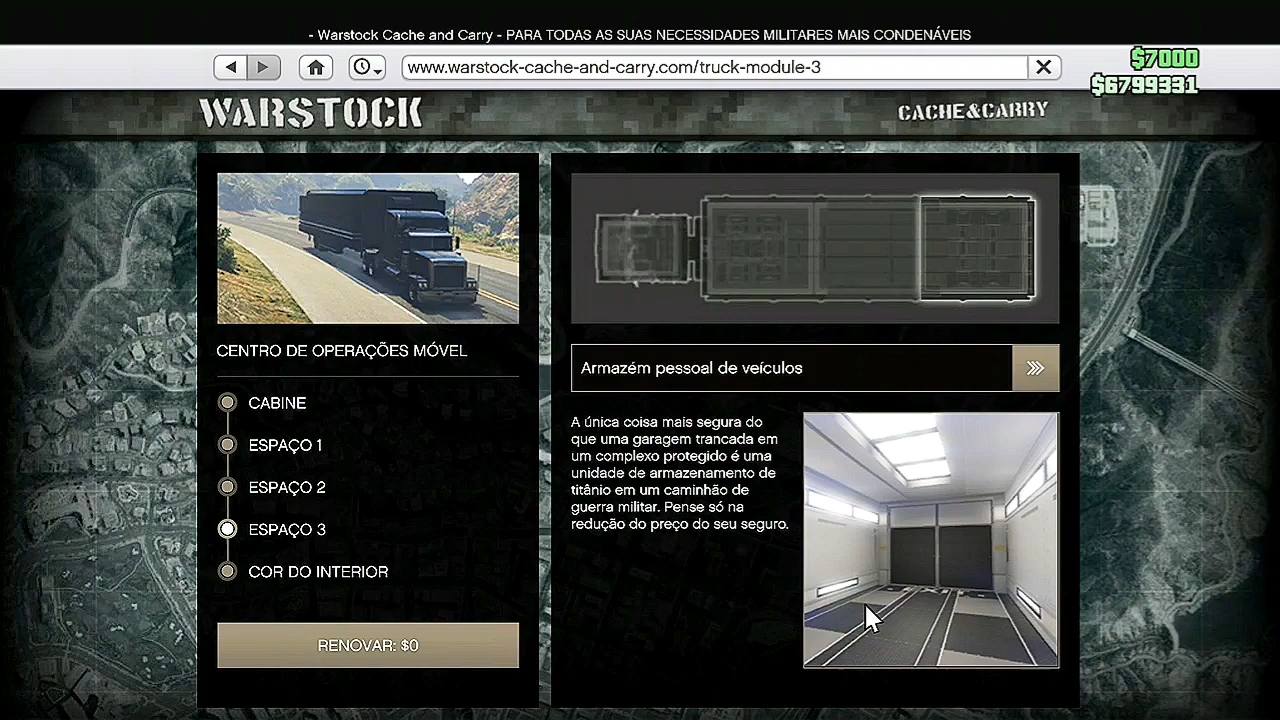 - Warstock Cache and Carry - PARA TODAS AS SUAS NECESSIDADES MILITARES MAIS CONDENÁVEIS
www.warstock-cache-and-carry.com/truck-module-3
$7000
$6799331
WARSTOCK
CACHE&CARRY
CENTRO DE OPERAÇÕES MÓVEL
CABINE
ESPAÇO 1
ESPAÇO 2
ESPAÇO 3
COR DO INTERIOR
RENOVAR: $0
Armazém pessoal de veículos
A única coisa mais segura do
que uma garagem trancada em
um complexo protegido é uma
unidade de armazenamento de
titânio em um caminhão de
guerra militar. Pense só na
redução do preço do seu seguro.